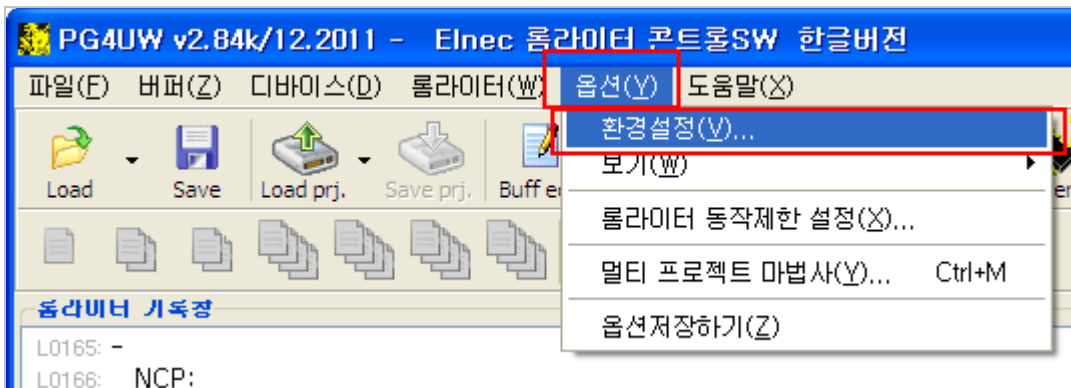 PG4UW v2.84k/12.2011 - Elnec 롬라이터 콘트롤SW 한글버전
파일(F) 버퍼(Z) 디바이스(D) 롬라이터(W) 옵션(Y) 도움말(X)
환경설정(V)...
보기(W)
롬라이터 동작제한 설정(X)...
멀티 프로젝트 마법사(Y)... Ctrl+M
옵션저장하기(Z)
Load Save Load prj. Save prj. Buff
롬라이터 기록장
L0165: -
L0166: NCP: